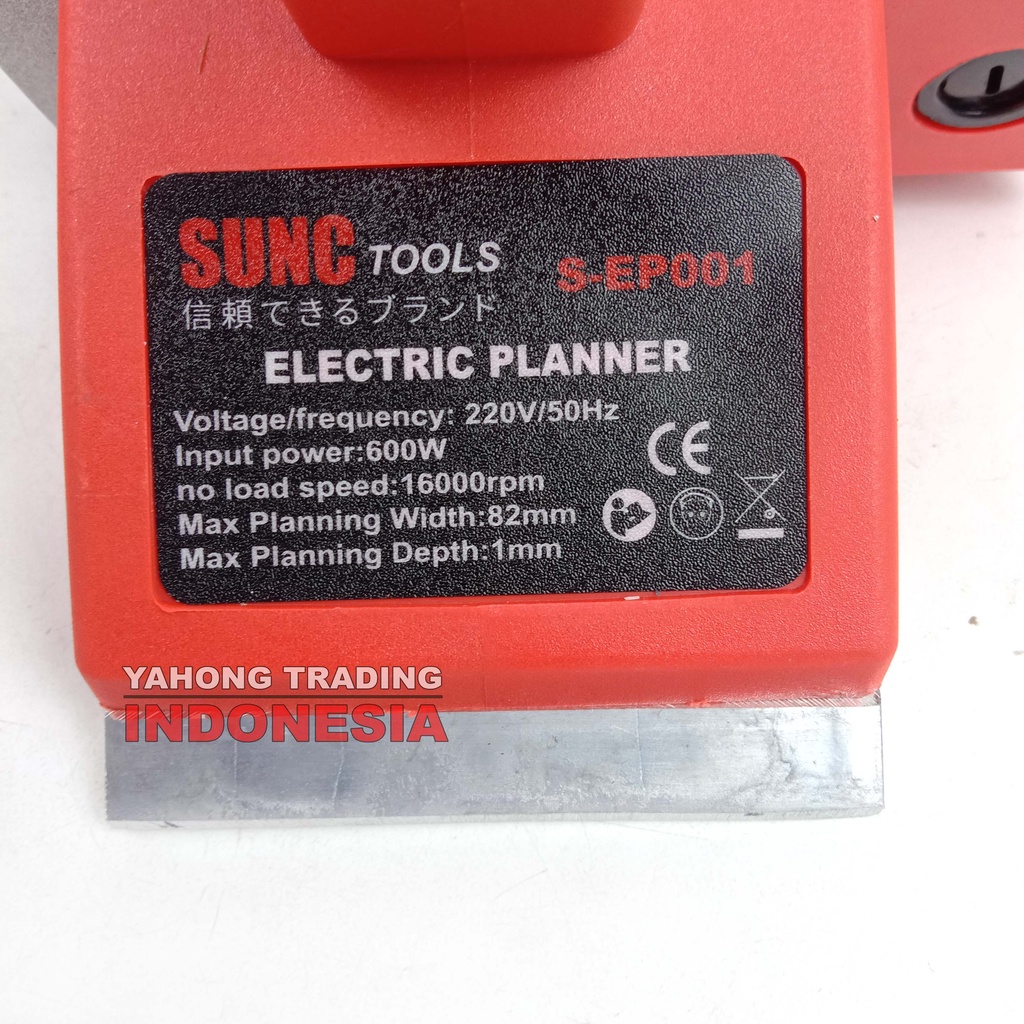 SUNC TOOLS S-EP001
信頼できるブランド
ELECTRIC PLANNER
Voltage/frequency: 220V/50Hz
Input power:600W
no load speed:16000rpm
Max Planning Width:82mm
Max Planning Depth:1mm
CE
YAHONG TRADING
INDONESIA